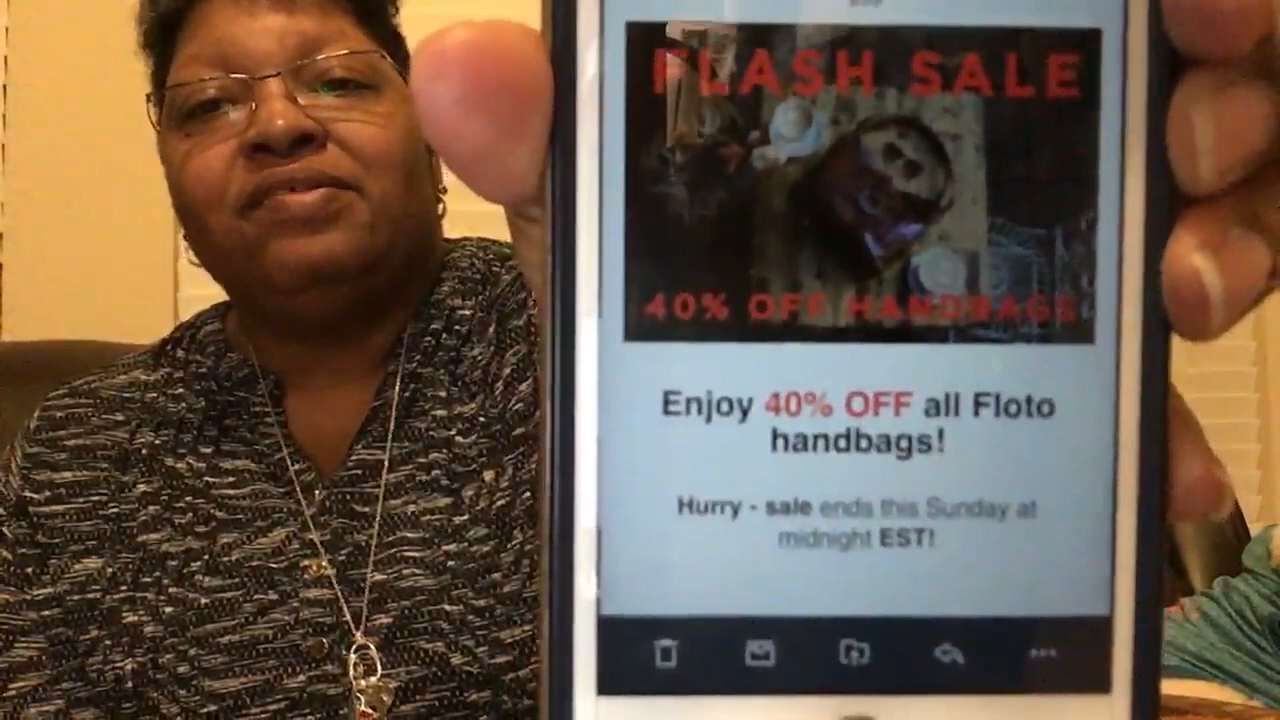 FLASH SALE
40% OFF HANDBAGS
Enjoy 40% OFF all Floto
handbags!
Hurry - sale ends this Sunday at
midnight EST!